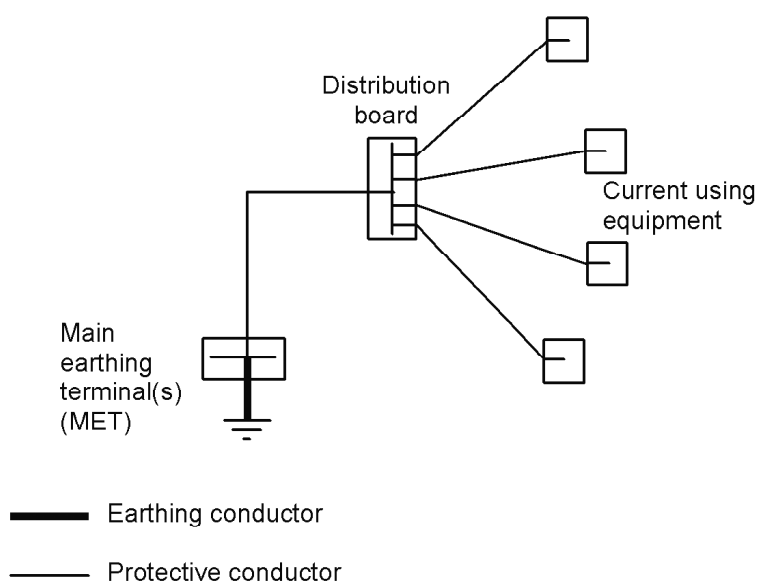 Distribution
board
Current using
equipment
Main
earthing
terminal(s)
(MET)
Earthing conductor
Protective conductor